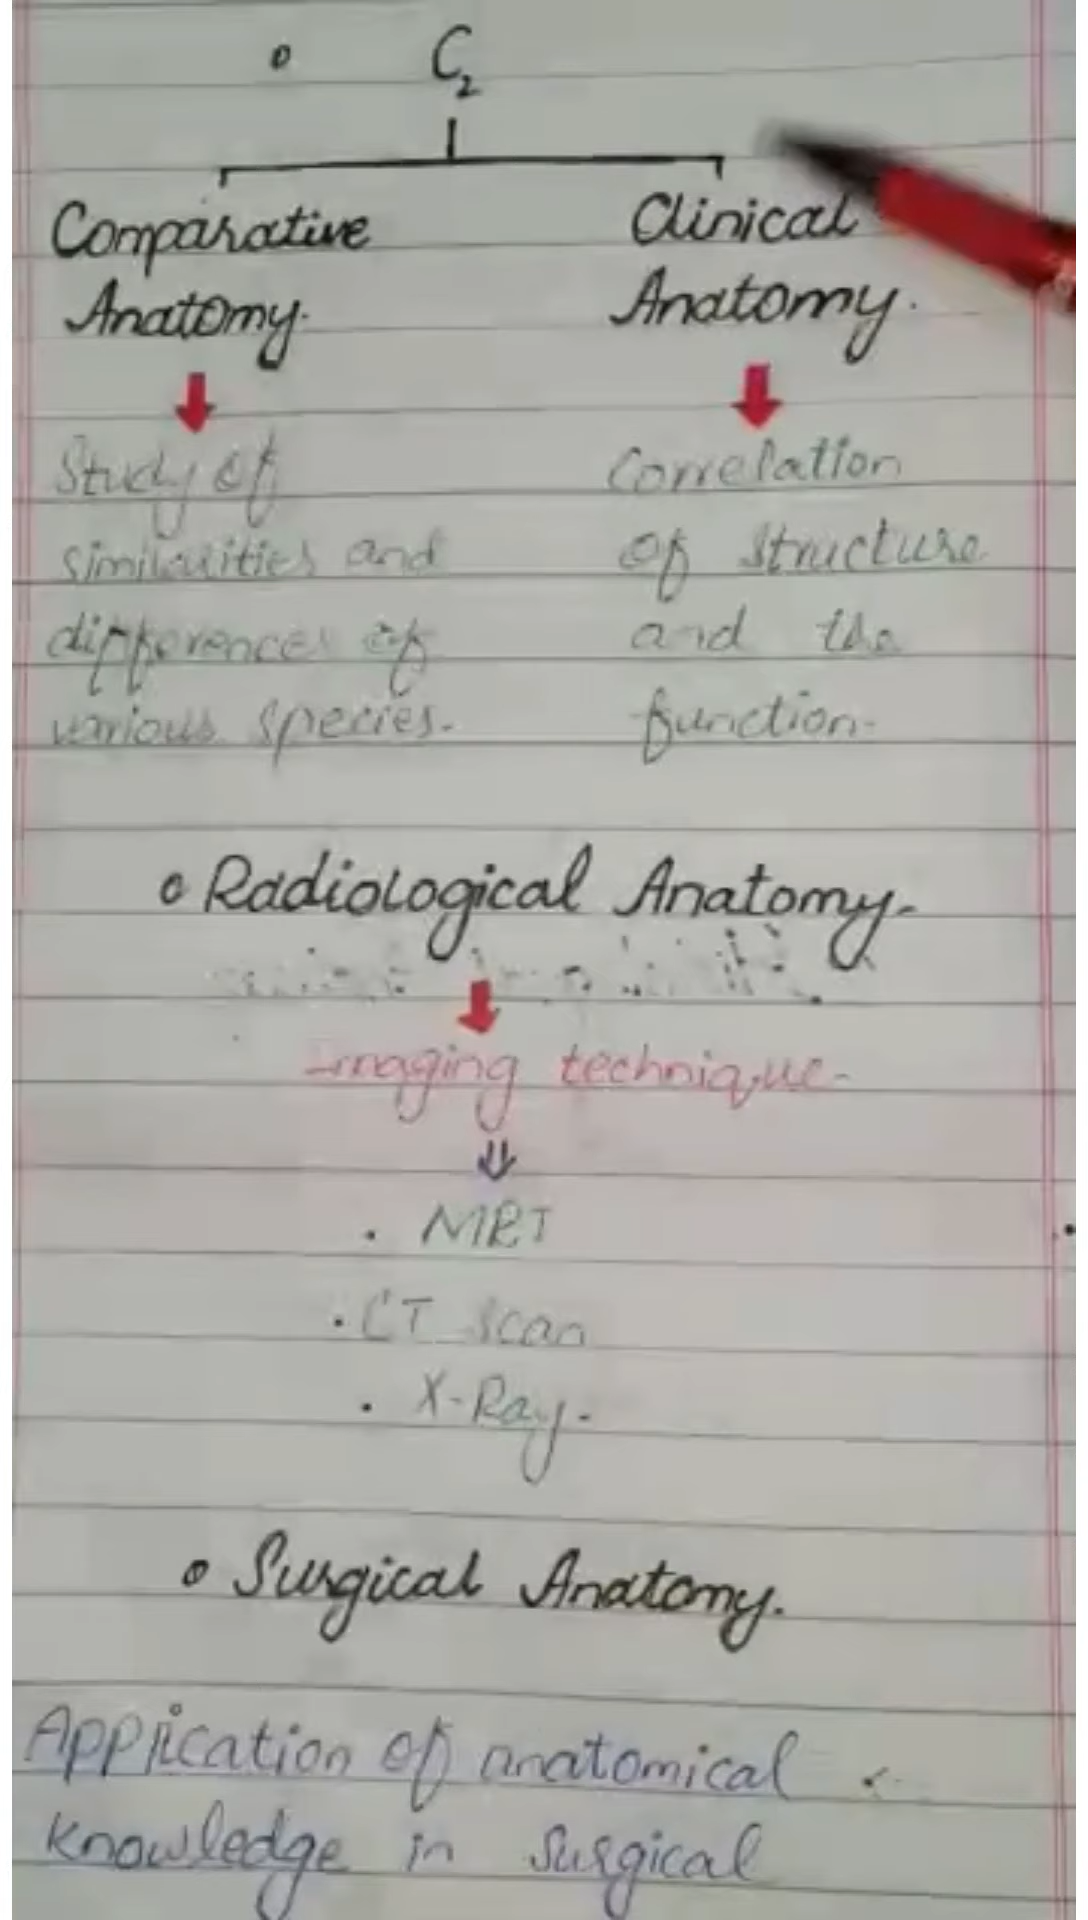 C₂
Comparative Clinical
Anatomy. Anatomy.
Study of Correlation
similarities and of structure
differences of and the
various species. function.
Radiological Anatomy.
Imaging technique.
. MRI
. CT scan
. X-Ray.
Surgical Anatomy.
Application of anatomical
knowledge in surgical